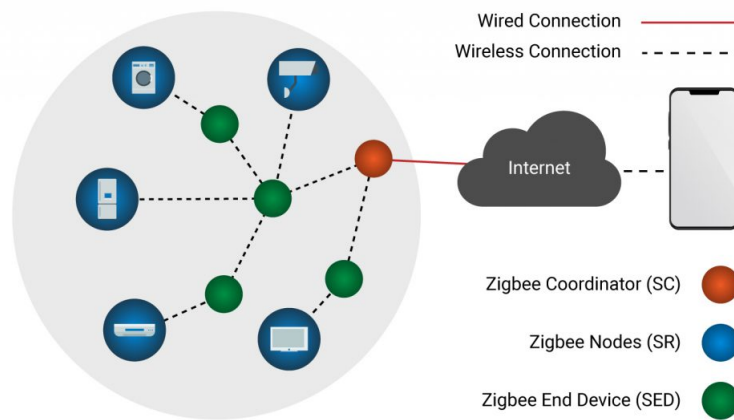 Wired Connection
Wireless Connection
Internet
Zigbee Coordinator (SC)
Zigbee Nodes (SR)
Zigbee End Device (SED)